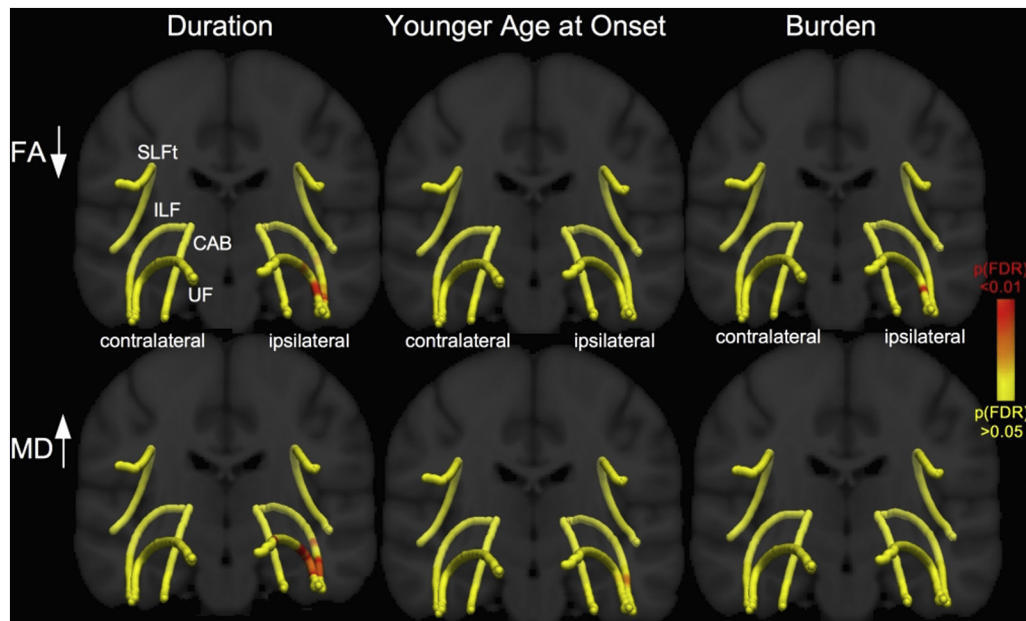 Duration
Younger Age at Onset
Burden
FA
SLFt
ILF
CAB
UF
contralateral
ipsilateral
contralateral
ipsilateral
contralateral
ipsilateral
p(FDR)
<0.01
p(FDR)
>0.05
MD